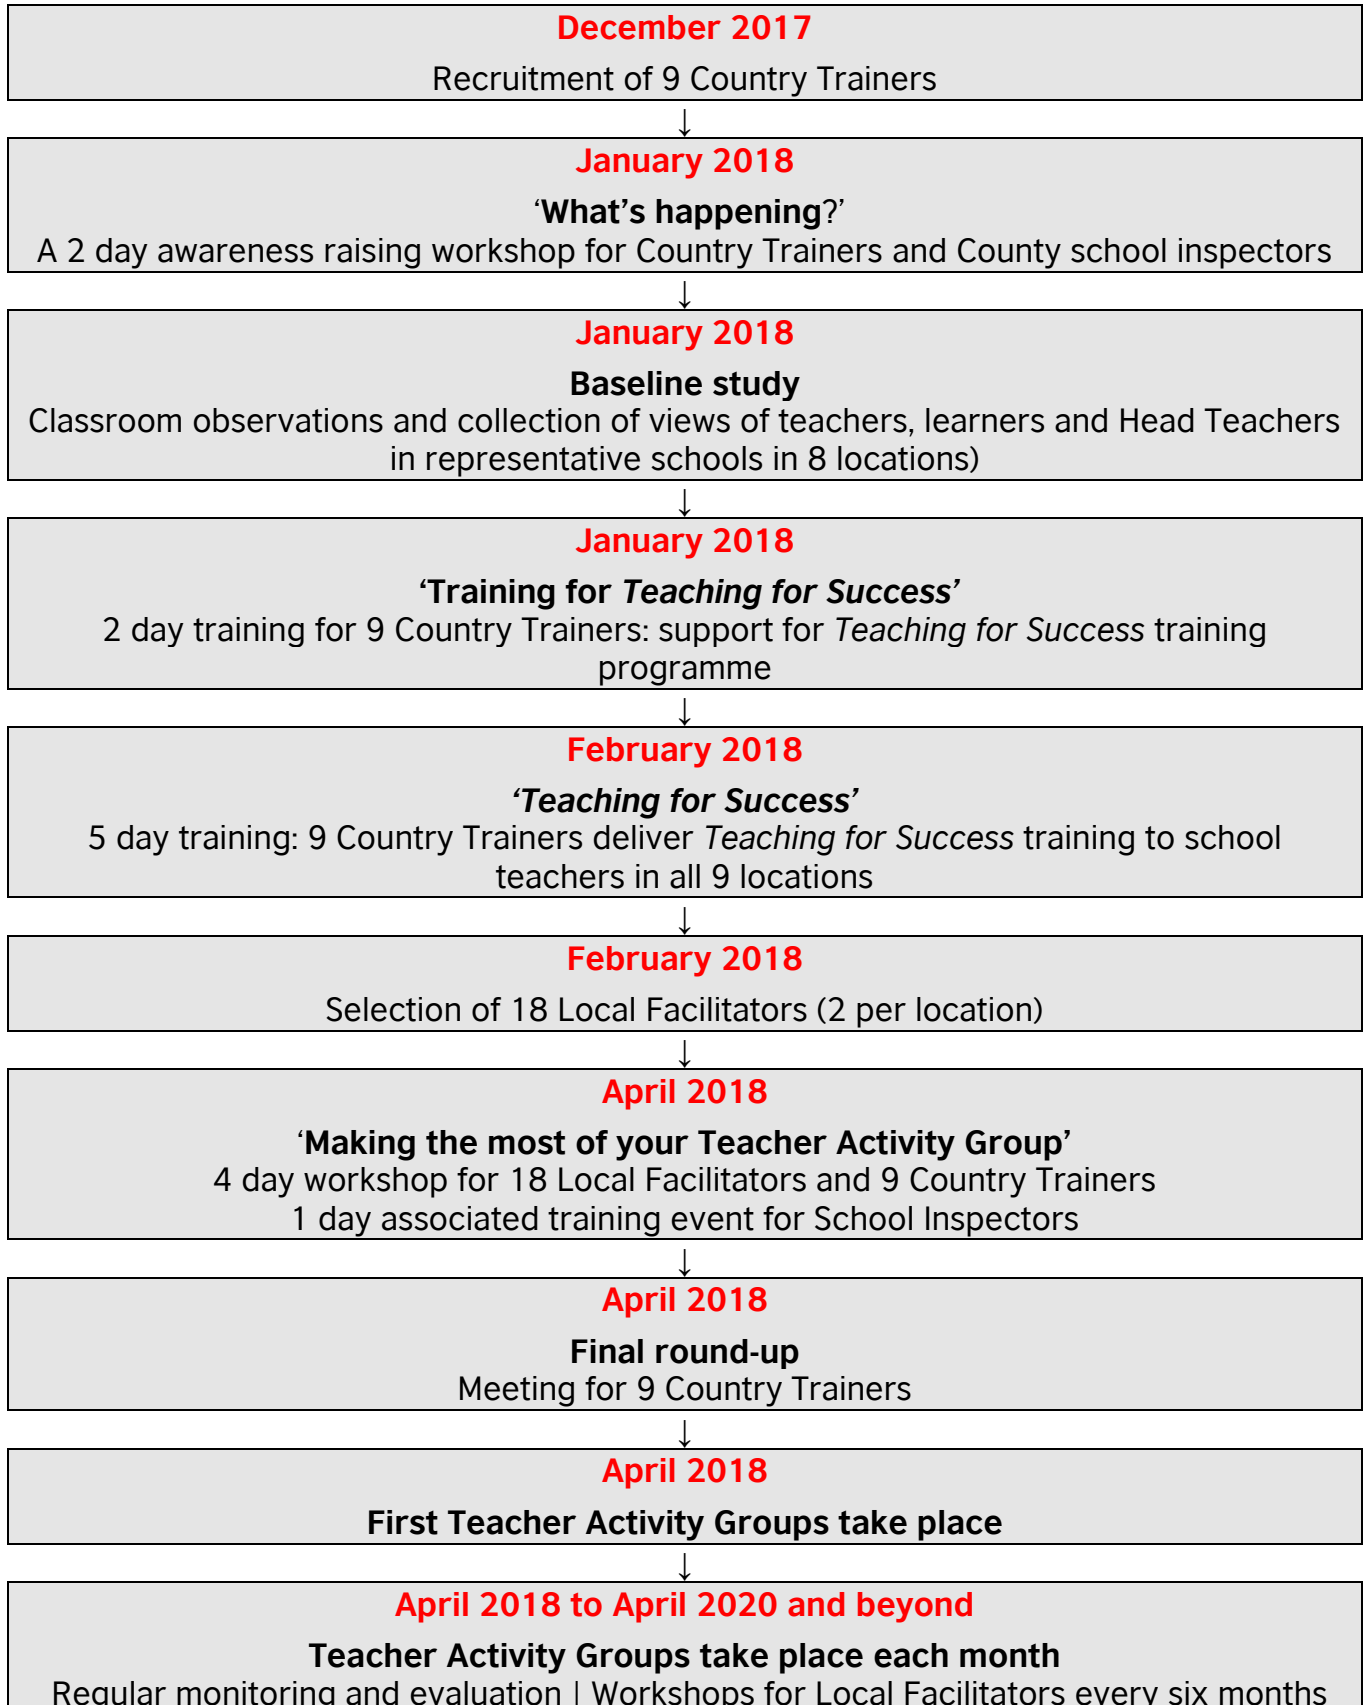 December 2017
Recruitment of 9 Country Trainers
↓
January 2018
‘What’s happening?’
A 2 day awareness raising workshop for Country Trainers and County school inspectors
↓
January 2018
Baseline study
Classroom observations and collection of views of teachers, learners and Head Teachers
in representative schools in 8 locations)
↓
January 2018
‘Training for Teaching for Success’
2 day training for 9 Country Trainers: support for Teaching for Success training
programme
↓
February 2018
‘Teaching for Success’
5 day training: 9 Country Trainers deliver Teaching for Success training to school
teachers in all 9 locations
↓
February 2018
Selection of 18 Local Facilitators (2 per location)
↓
April 2018
‘Making the most of your Teacher Activity Group’
4 day workshop for 18 Local Facilitators and 9 Country Trainers
1 day associated training event for School Inspectors
↓
April 2018
Final round-up
Meeting for 9 Country Trainers
↓
April 2018
First Teacher Activity Groups take place
↓
April 2018 to April 2020 and beyond
Teacher Activity Groups take place each month
Regular monitoring and evaluation | Workshops for Local Facilitators every six months